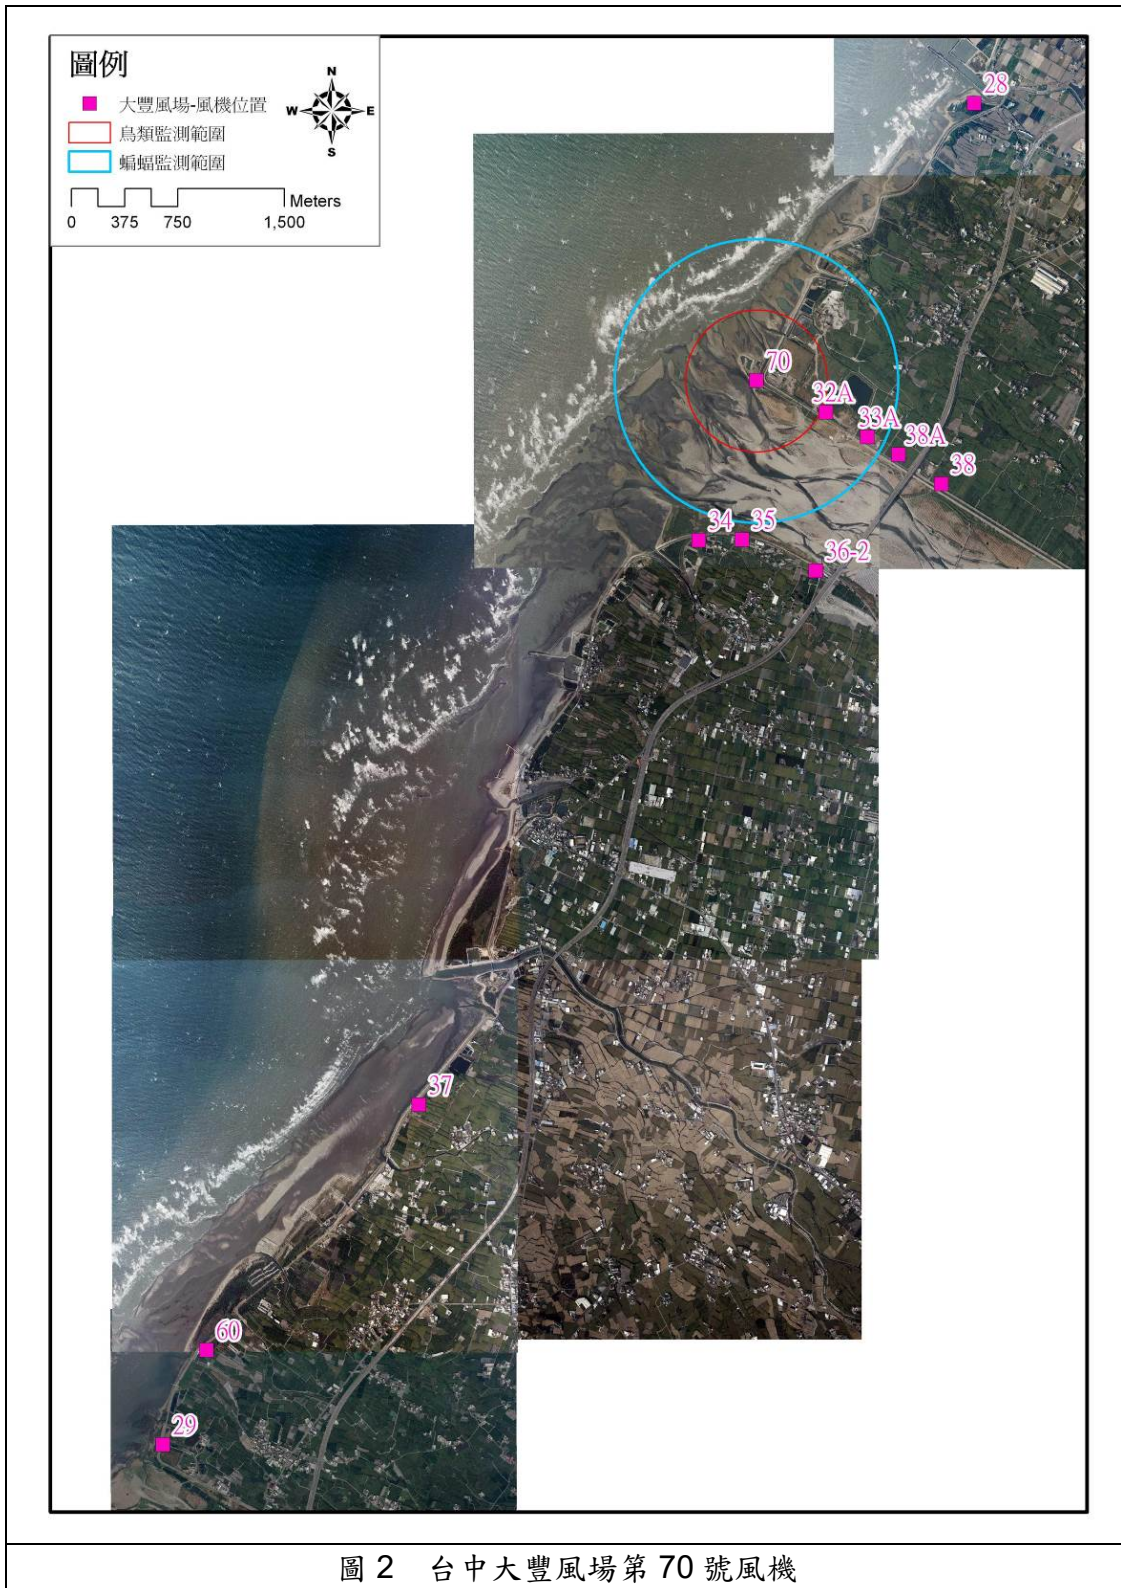 圖例
N
W E
S
大豐風場-風機位置
鳥類監測範圍
蝙蝠監測範圍
Meters
0 375 750 1,500
28
70
32A
33A
38A
38
34
35
36-2
37
60
29
圖 2 台中大豐風場第 70 號風機